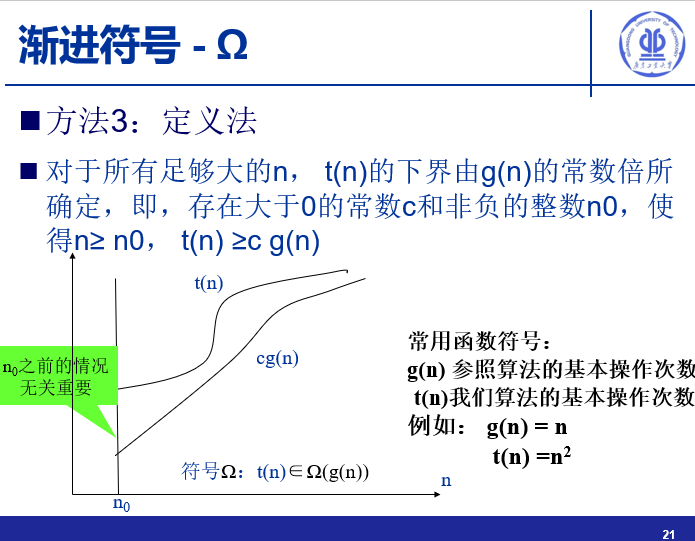 渐进符号 - Ω
■方法3：定义法
■ 对于所有足够大的n， t(n)的下界由g(n)的常数倍所
确定，即，存在大于0的常数c和非负的整数n0，使
得n≥ n0， t(n) ≥c g(n)
t(n)
cg(n)
n₀之前的情况
无关重要
常用函数符号：
g(n) 参照算法的基本操作次数
t(n)我们算法的基本操作次数
例如： g(n) = n
t(n) =n²
符号Ω：t(n)∈Ω(g(n))
n
n₀
21